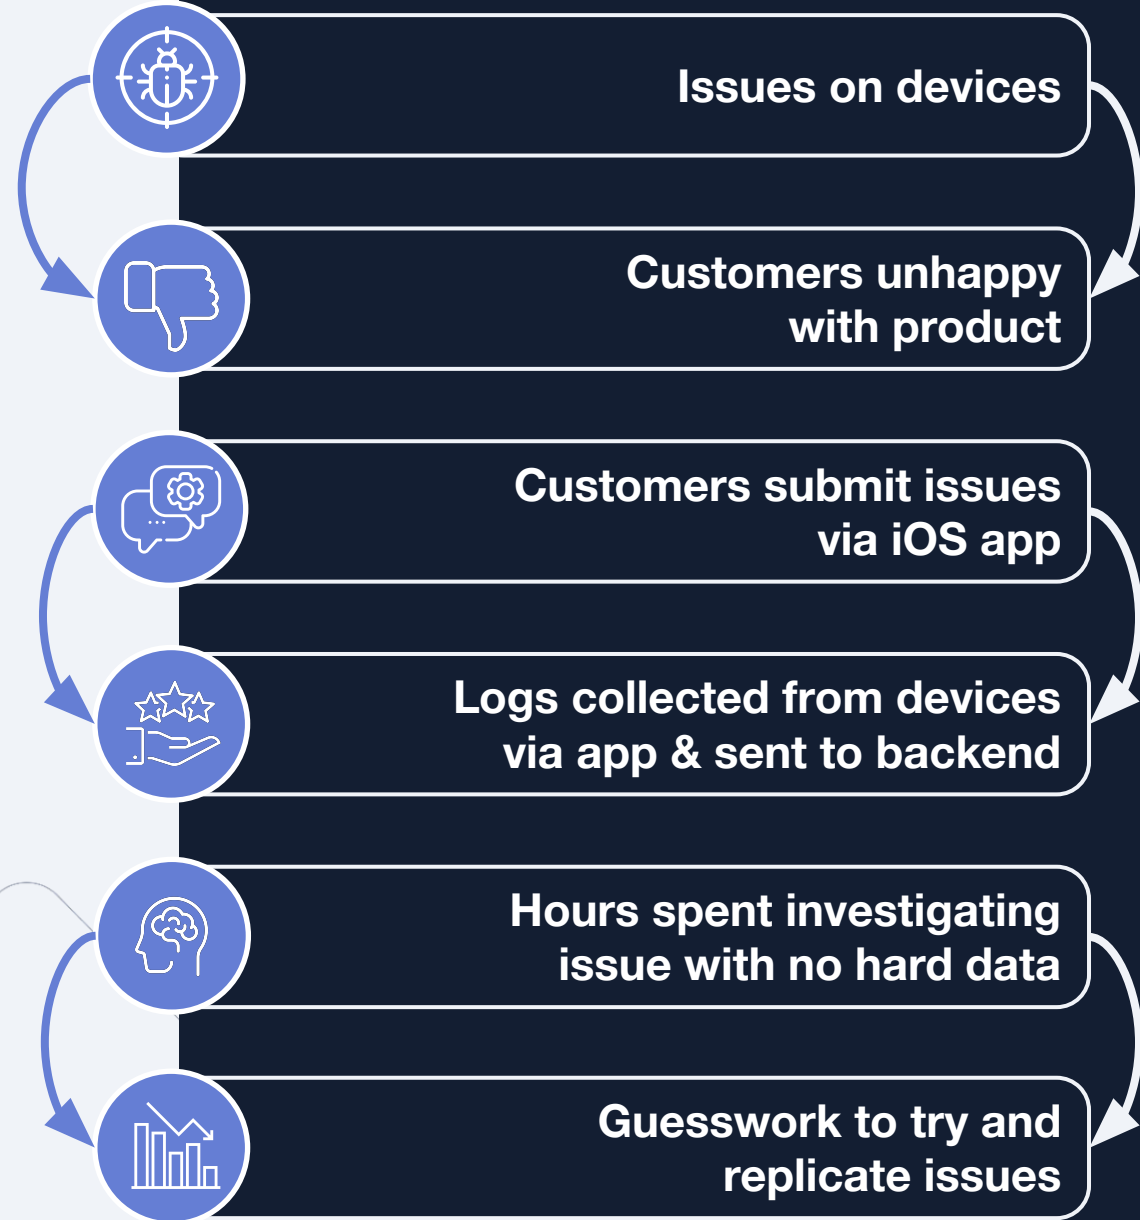 Issues on devices
Customers unhappy
with product
Customers submit issues
via iOS app
Logs collected from devices
via app & sent to backend
Hours spent investigating
issue with no hard data
Guesswork to try and
replicate issues